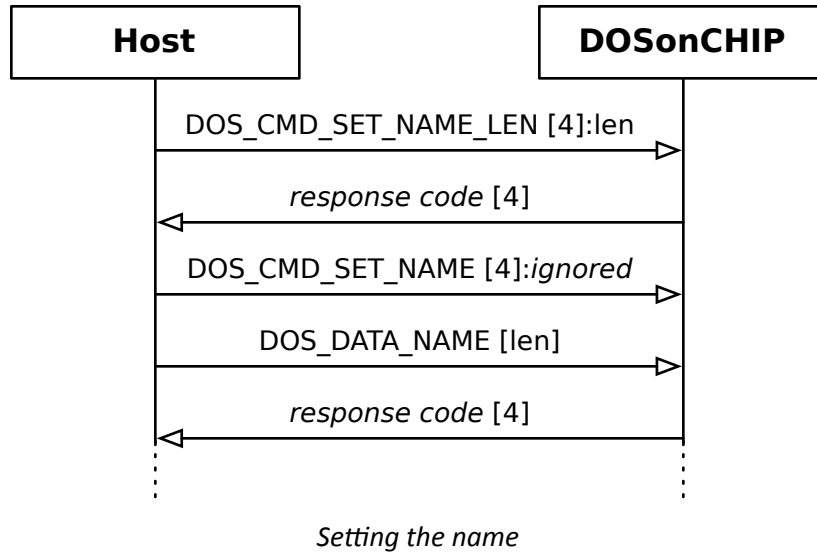 Host
DOSonCHIP
DOS_CMD_SET_NAME_LEN [4]:len
response code [4]
DOS_CMD_SET_NAME [4]:ignored
DOS_DATA_NAME [len]
response code [4]
Setting the name